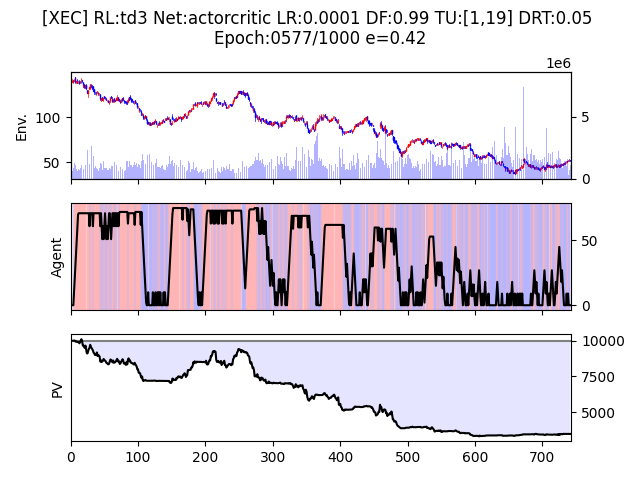 [XEC] RL:td3 Net:actorcritic LR:0.0001 DF:0.99 TU:[1,19] DRT:0.05
Epoch:0577/1000 e=0.42
1e6
Env.
100
50
5
0
Agent
50
0
PV
10000
7500
5000
0 100 200 300 400 500 600 700